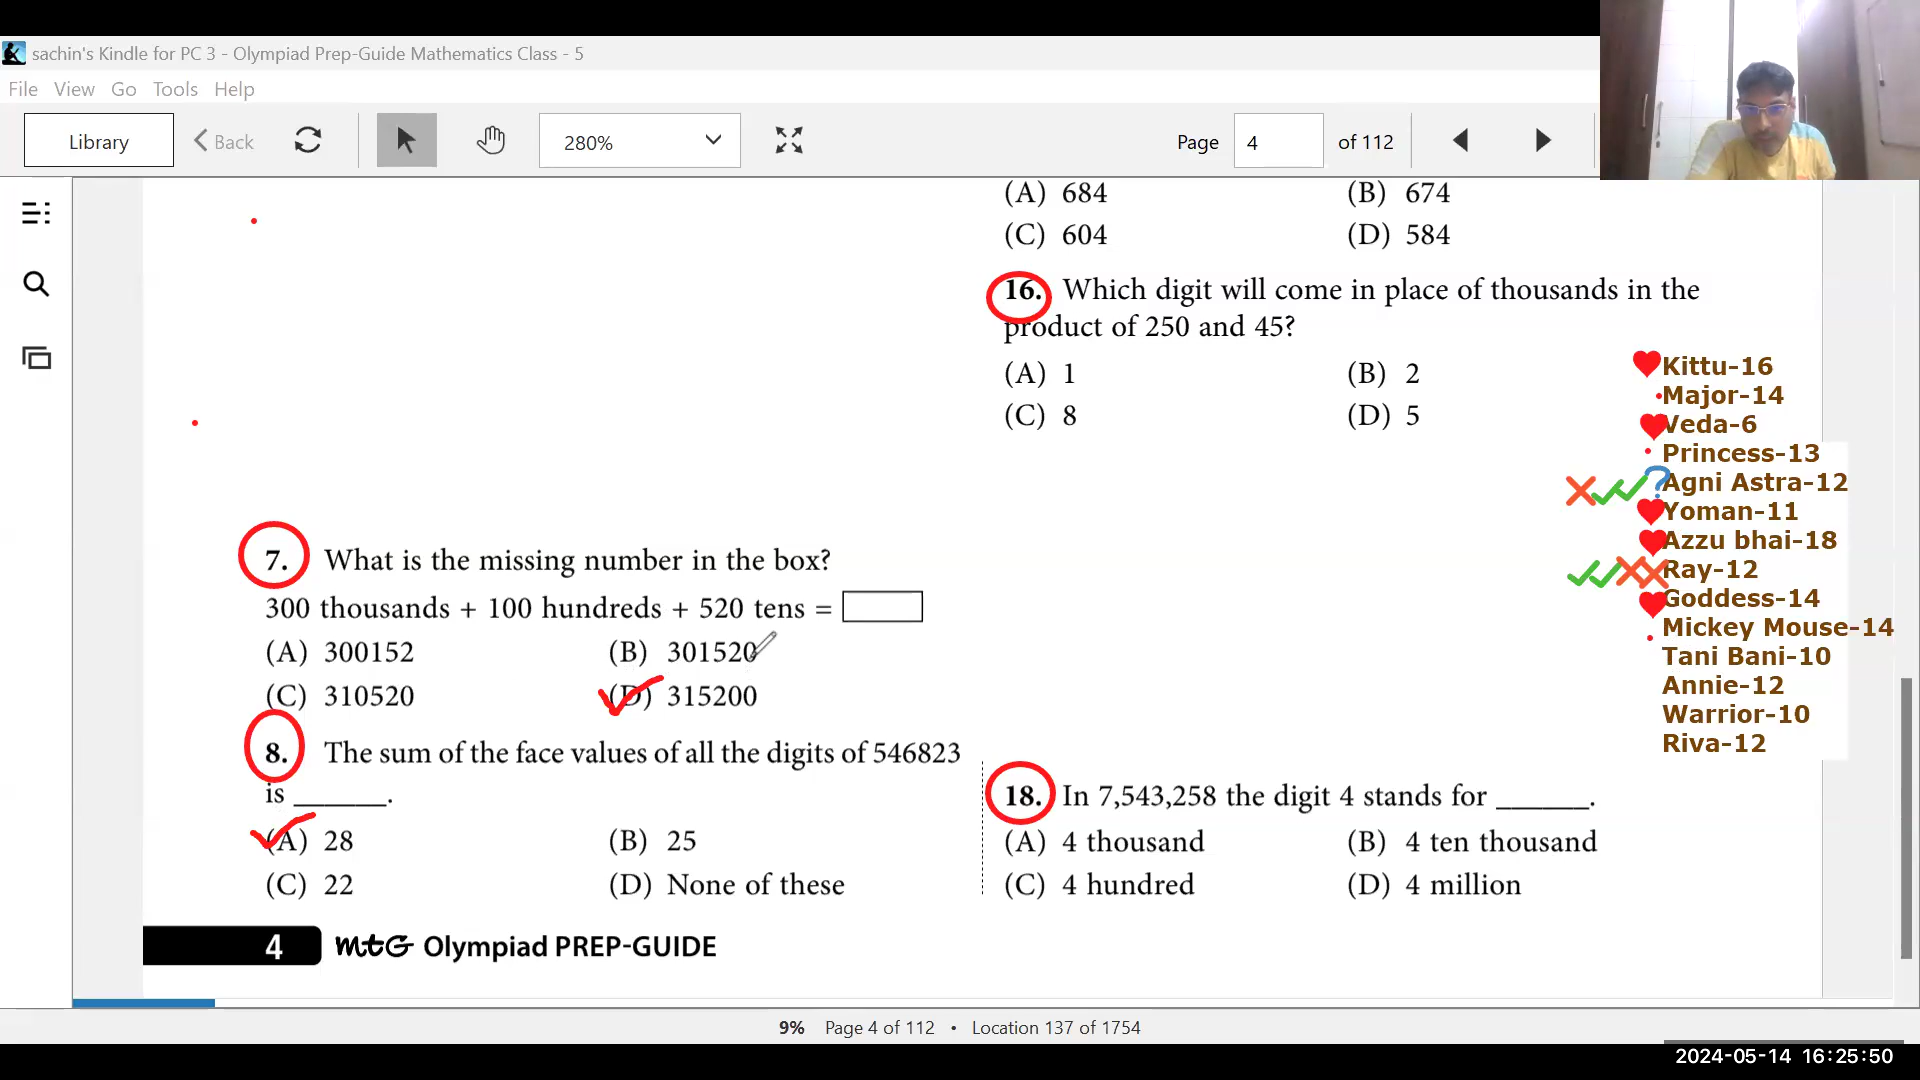 sachin's Kindle for PC 3 - Olympiad Prep-Guide Mathematics Class - 5
File View Go Tools Help
Library Back 280% Page 4 of 112
(A) 684 (B) 674
(C) 604 (D) 584
16. Which digit will come in place of thousands in the
product of 250 and 45?
(A) 1 (B) 2
(C) 8 (D) 5
7. What is the missing number in the box?
300 thousands + 100 hundreds + 520 tens =
(A) 300152 (B) 301520
(C) 310520 (D) 315200
8. The sum of the face values of all the digits of 546823
is ______.
(A) 28 (B) 25
(C) 22 (D) None of these
18. In 7,543,258 the digit 4 stands for ______.
(A) 4 thousand (B) 4 ten thousand
(C) 4 hundred (D) 4 million
Kittu-16
Major-14
Veda-6
Princess-13
?Agni Astra-12
Yoman-11
Azzu bhai-18
Ray-12
Goddess-14
Mickey Mouse-14
Tani Bani-10
Annie-12
Warrior-10
Riva-12
4 mtG Olympiad PREP-GUIDE
9% Page 4 of 112 • Location 137 of 1754
2024-05-14 16:25:50